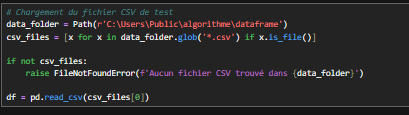 # Chargement du fichier CSV de test
data_folder = Path(r'C:\Users\Public\algorithme\dataframe')
csv_files = [x for x in data_folder.glob('*.csv') if x.is_file()]
if not csv_files:
raise FileNotFoundError(f'Aucun fichier CSV trouvé dans {data_folder}')
df = pd.read_csv(csv_files[0])